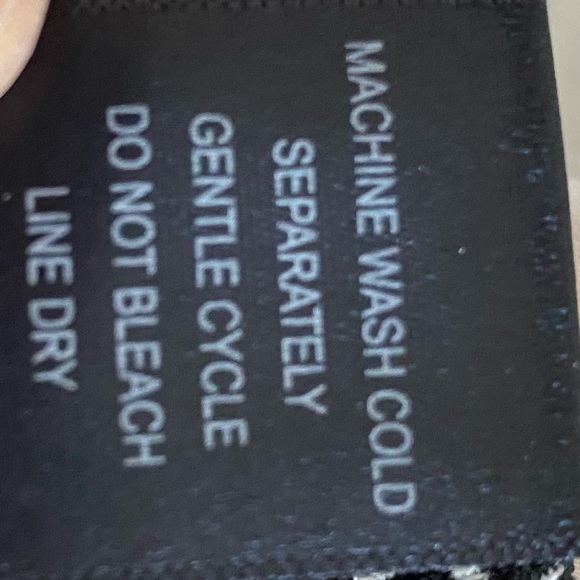 MACHINE WASH COLD
SEPARATELY
GENTLE CYCLE
DO NOT BLEACH
LINE DRY